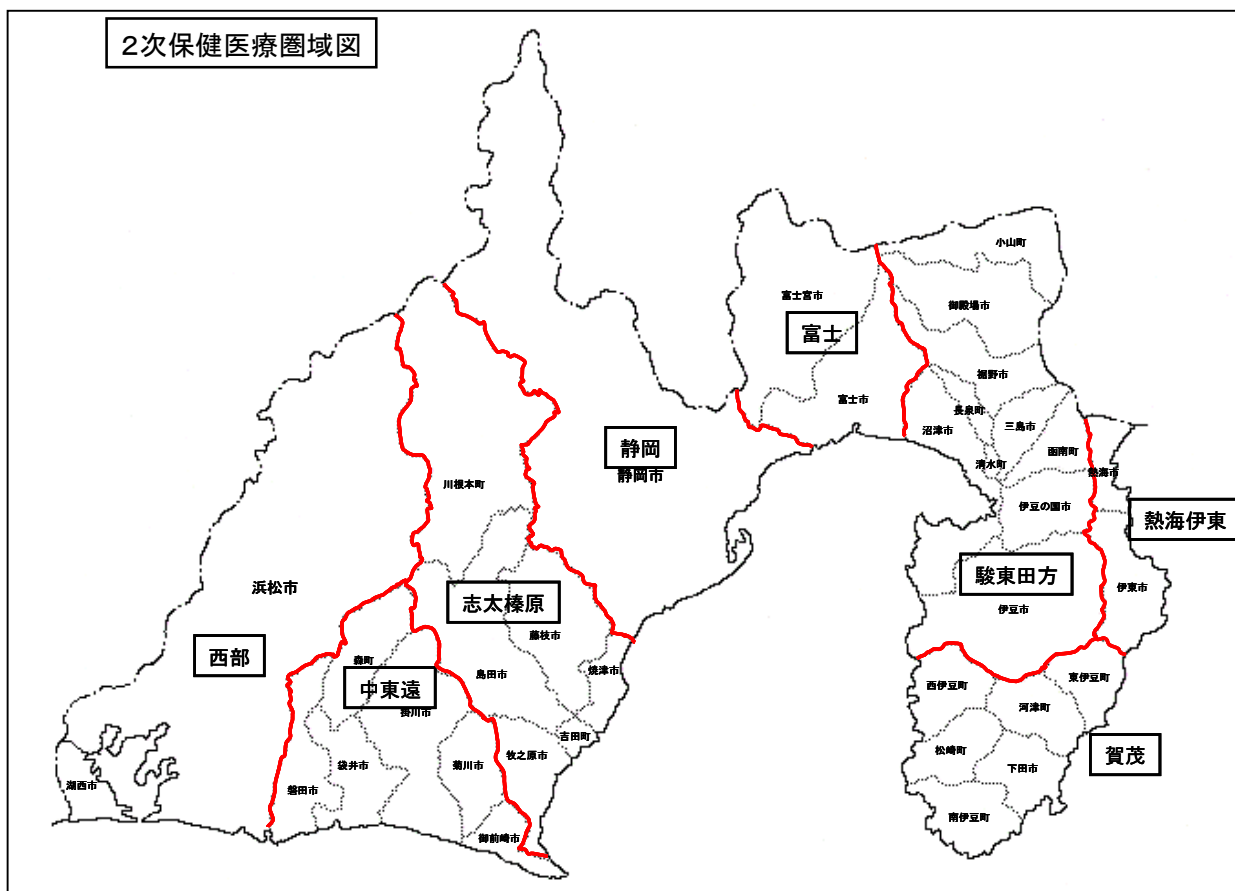 ２次保健医療圏域図
小山町
御殿場市
富士宮市
富士
裾野市
富士市
長泉町
沼津市
三島市
函南町
清水町
熱海市
静岡
静岡市
川根本町
伊豆の国市
熱海伊東
駿東田方
伊東市
伊豆市
浜松市
志太榛原
藤枝市
西部
森町
中東遠
島田市
焼津市
掛川市
西伊豆町
東伊豆町
河津町
吉田町
牧之原市
松崎町
賀茂
下田市
袋井市
菊川市
湖西市
磐田市
南伊豆町
御前崎市